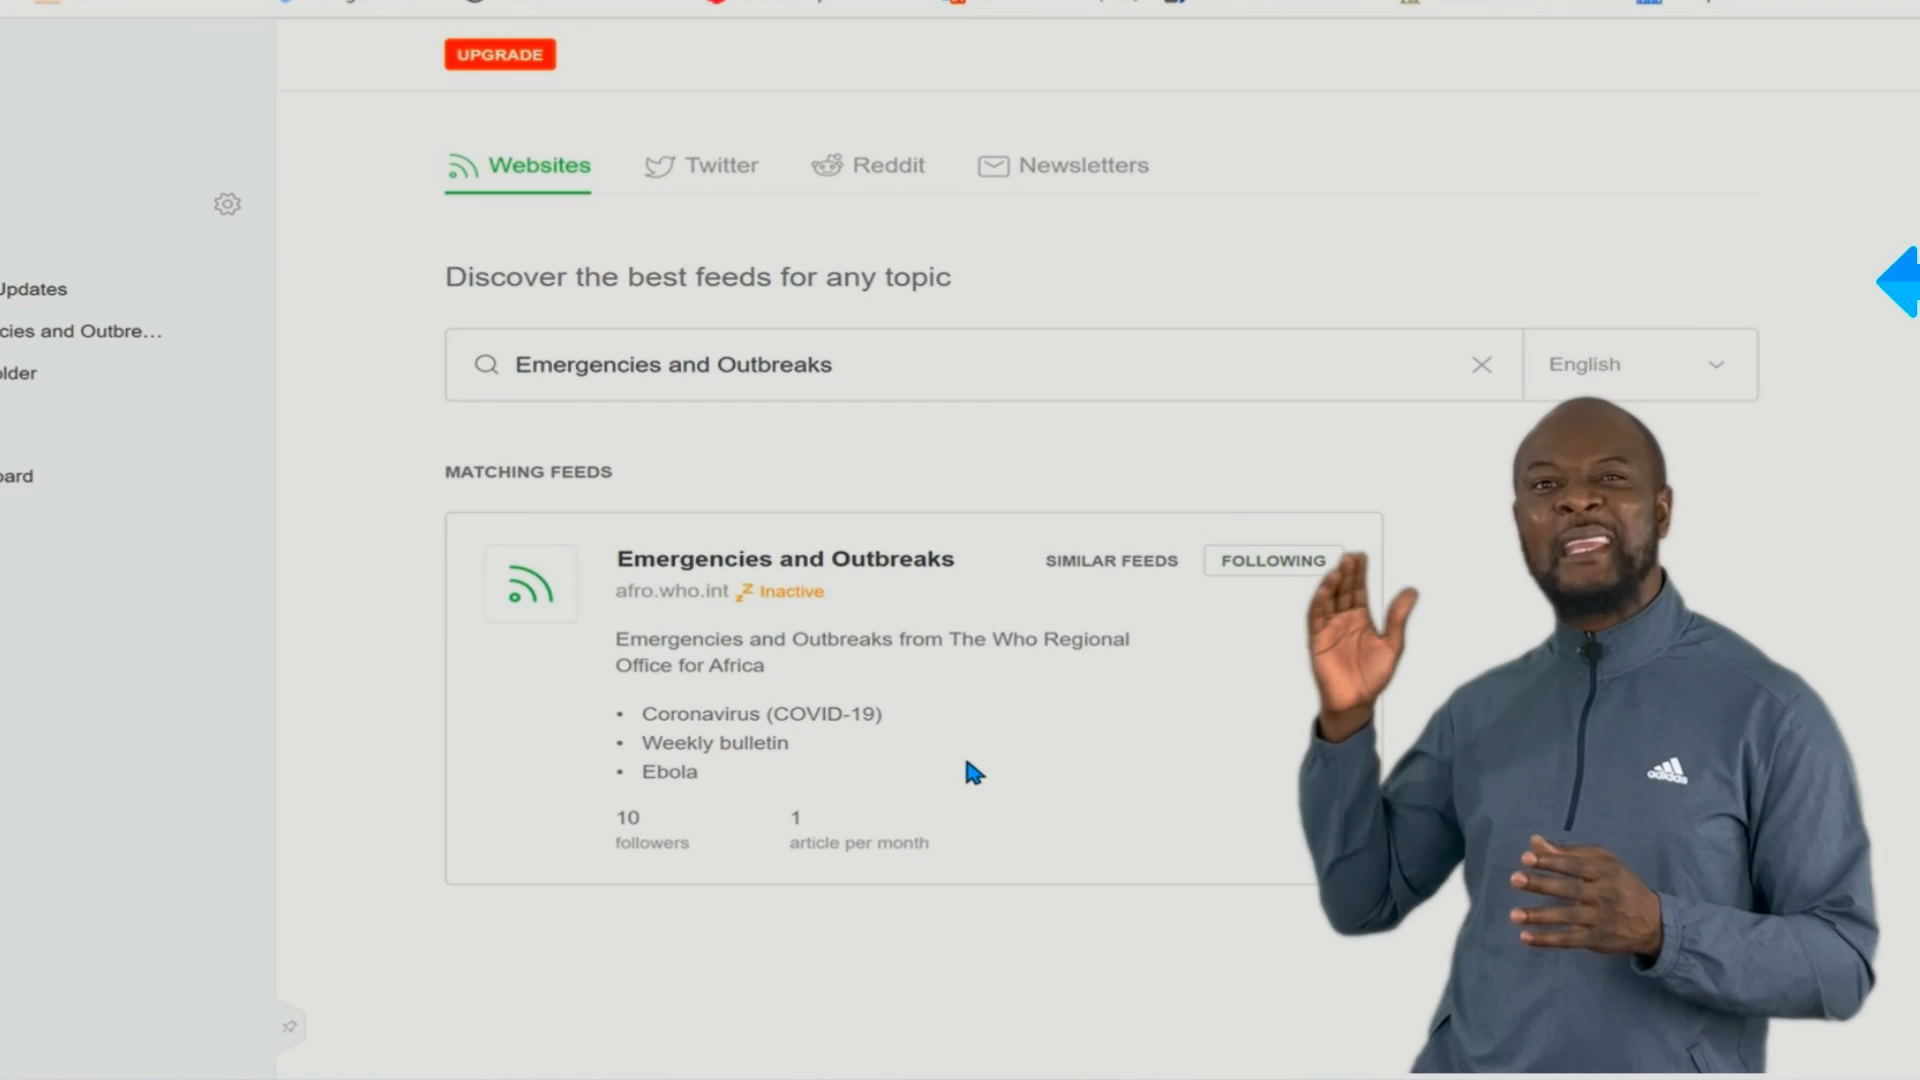 UPGRADE
Websites
Twitter
Reddit
Newsletters
Discover the best feeds for any topic
Updates
cies and Outbre...
older
oard
Emergencies and Outbreaks
English
MATCHING FEEDS
Emergencies and Outbreaks
SIMILAR FEEDS
FOLLOWING
afro.who.int
zz Inactive
Emergencies and Outbreaks from The Who Regional
Office for Africa
• Coronavirus (COVID-19)
• Weekly bulletin
• Ebola
10
followers
1
article per month
adidas